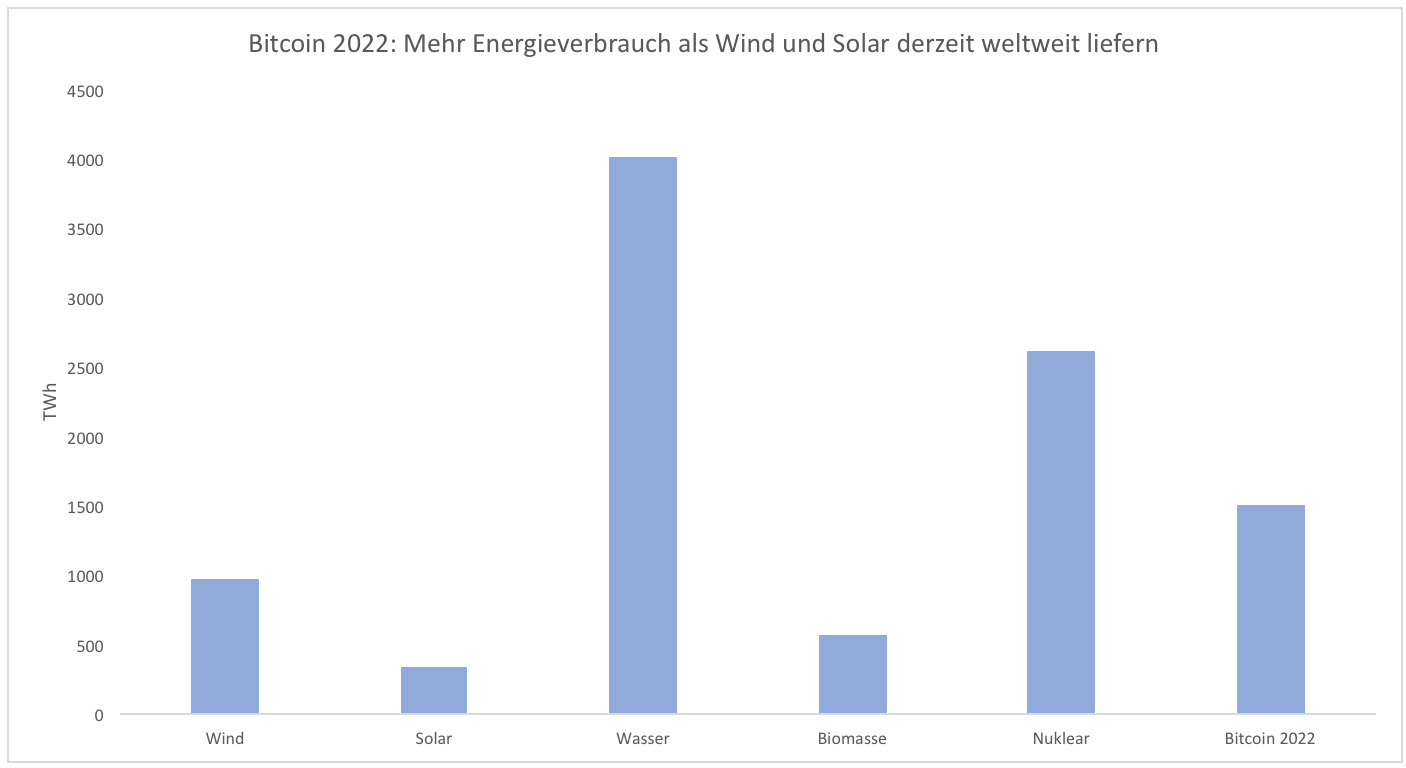 Bitcoin 2022: Mehr Energieverbrauch als Wind und Solar derzeit weltweit liefern
4500
4000
3500
3000
2500
2000
1500
1000
500
0
TWh
Wind
Solar
Wasser
Biomasse
Nuklear
Bitcoin 2022